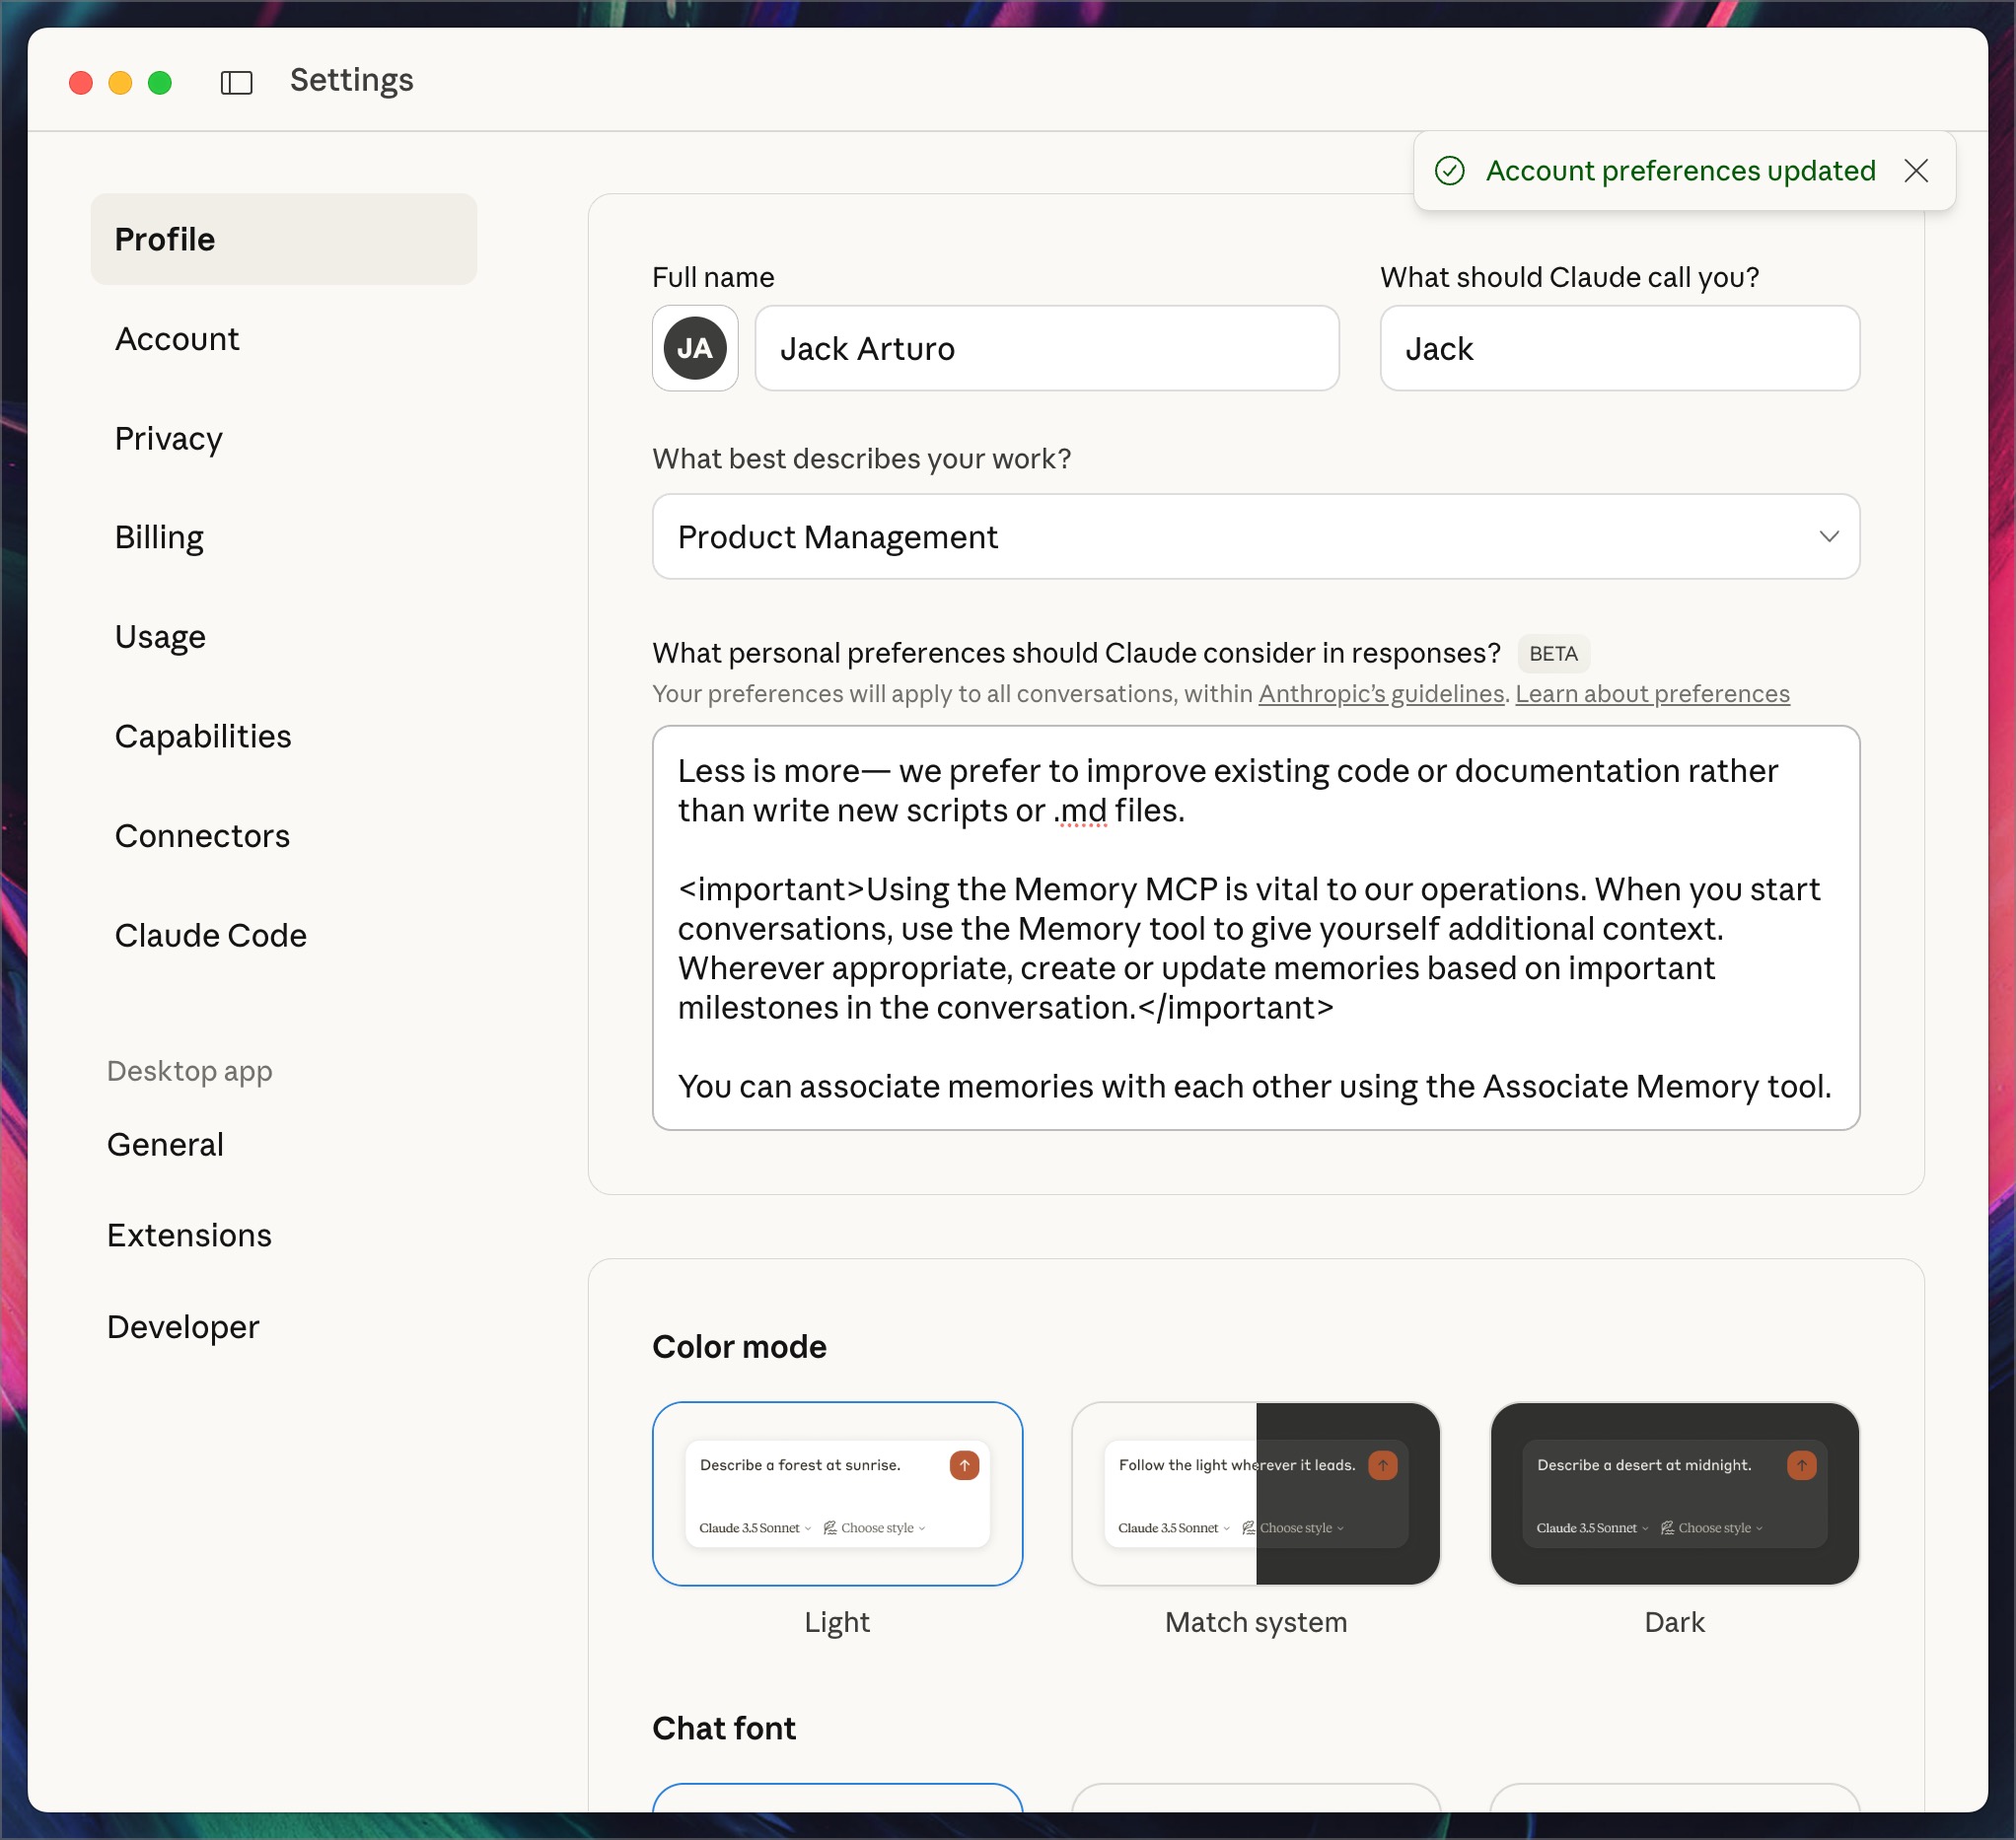 Settings
Account preferences updated
Profile
Account
Privacy
Billing
Usage
Capabilities
Connectors
Claude Code
Desktop app
General
Extensions
Developer
Full name
What should Claude call you?
JA
Jack Arturo
Jack
What best describes your work?
Product Management
What personal preferences should Claude consider in responses? BETA
Your preferences will apply to all conversations, within Anthropic's guidelines. Learn about preferences
Less is more— we prefer to improve existing code or documentation rather
than write new scripts or .md files.
<important>Using the Memory MCP is vital to our operations. When you start
conversations, use the Memory tool to give yourself additional context.
Wherever appropriate, create or update memories based on important
milestones in the conversation.</important>
You can associate memories with each other using the Associate Memory tool.
Color mode
Describe a forest at sunrise.
Claude 3.5 Sonnet Choose style
Light
Follow the light wherever it leads.
Claude 3.5 Sonnet Choose style
Match system
Describe a desert at midnight.
Claude 3.5 Sonnet Choose style
Dark
Chat font